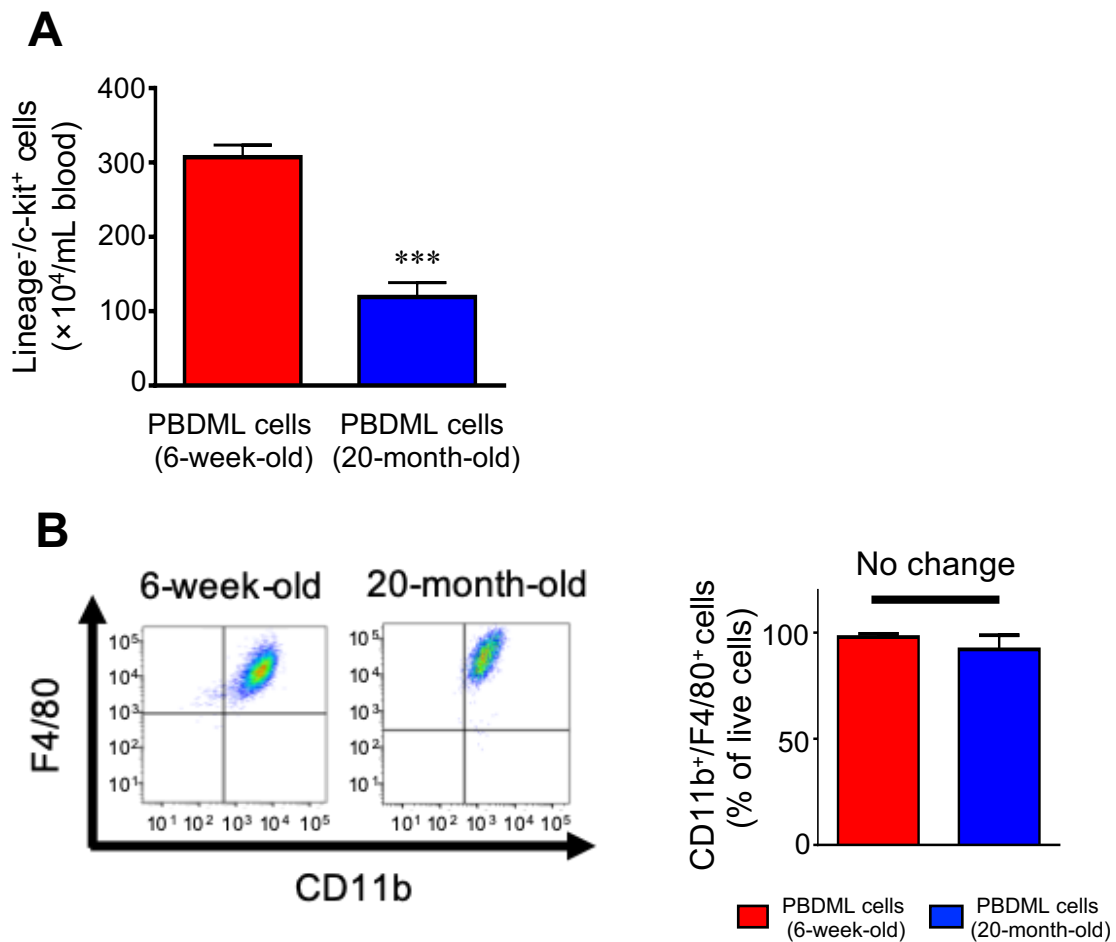 A
Lineage⁻/c-kit⁺ cells
(×10⁴/mL blood)
400
300
200
100
0
***
PBDML cells
(6-week-old)
PBDML cells
(20-month-old)
B
6-week-old
20-month-old
F4/80
10⁵
10⁴
10³
10²
10¹
10¹ 10² 10³ 10⁴ 10⁵
10⁵
10⁴
10³
10²
10¹
10¹ 10² 10³ 10⁴ 10⁵
CD11b
No change
CD11b⁺/F4/80⁺ cells
(% of live cells)
100
50
0
PBDML cells
(6-week-old)
PBDML cells
(20-month-old)